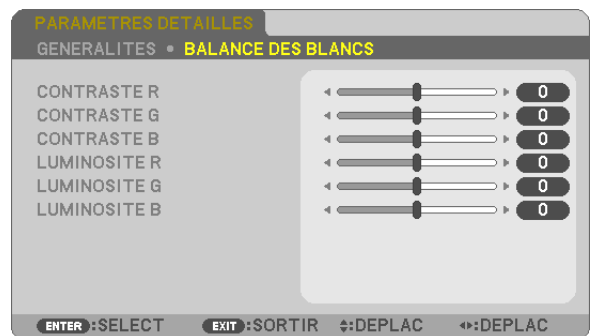 PARAMETRES DETAILLES
GENERALITES • BALANCE DES BLANCS
CONTRASTE R 0
CONTRASTE G 0
CONTRASTE B 0
LUMINOSITE R 0
LUMINOSITE G 0
LUMINOSITE B 0
ENTER :SELECT EXIT :SORTIR :DEPLAC :DEPLAC